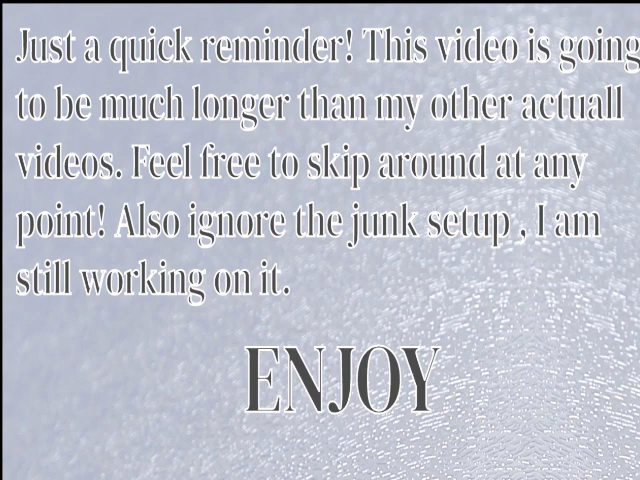 Just a quick reminder! This video is going
to be much longer than my other actuall
videos. Feel free to skip around at any
point! Also ignore the junk setup , I am
still working on it.
ENJOY